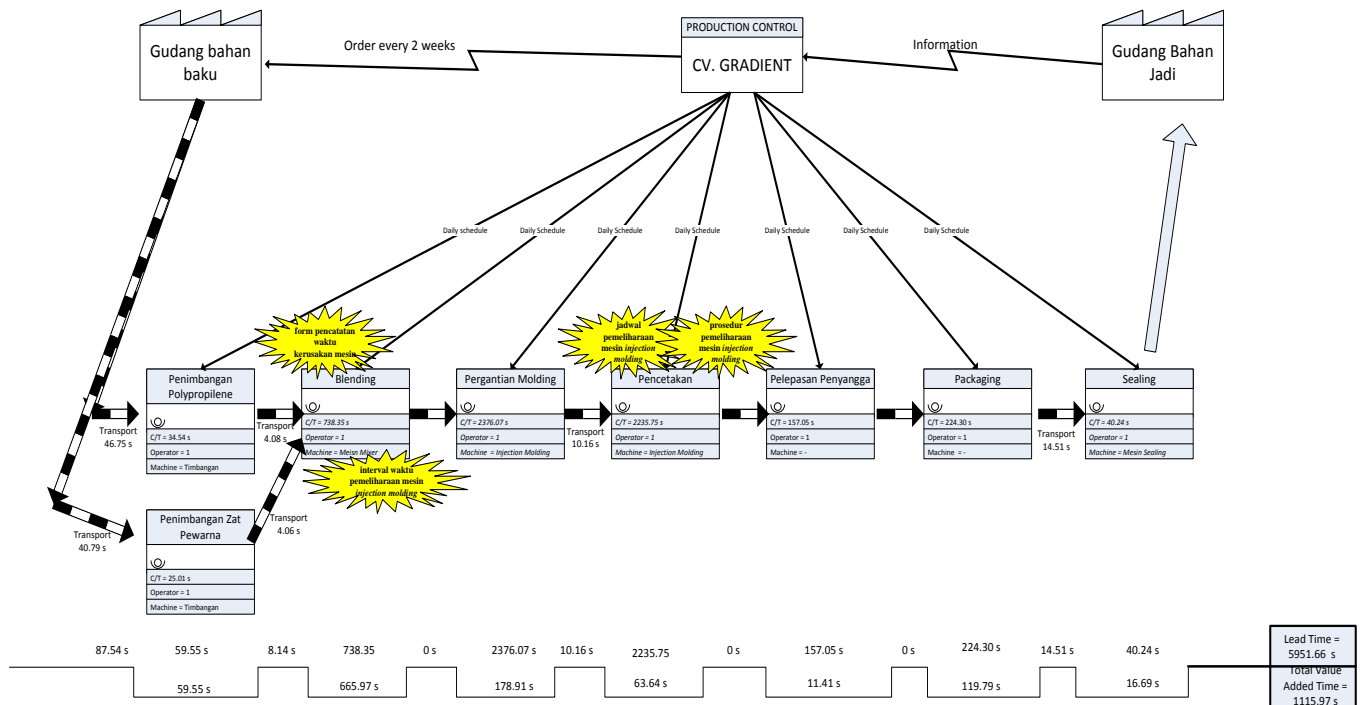 Gudang bahan
baku
Order every 2 weeks
PRODUCTION CONTROL
CV. GRADIENT
Information
Gudang Bahan
Jadi
Daily schedule
Daily Schedule
Daily Schedule
Daily Schedule
Daily Schedule
Daily Schedule
Daily Schedule
form pencatatan
waktu
kerusakan mesin
jadwal
pemeliharaan
mesin injection
molding
prosedur
pemeliharaan
mesin injection
molding
Penimbangan
Polypropilene
C/T = 34.54 s
Operator = 1
Machine = Timbangan
Blending
C/T = 738.35 s
Operator = 1
Machine = Meisn Mixer
Pergantian Molding
C/T = 2376.07 s
Operator = 1
Machine = Injection Molding
Pencetakan
C/T = 2235.75 s
Operator = 1
Machine = Injection Molding
Pelepasan Penyangga
C/T = 157.05 s
Operator = 1
Machine = -
Packaging
C/T = 224.30 s
Operator = 1
Machine = -
Sealing
C/T = 40.24 s
Operator = 1
Machine = Mesin Sealing
Transport
46.75 s
Transport
4.08 s
Transport
10.16 s
Transport
14.51 s
interval waktu
pemeliharaan mesin
injection molding
Transport
40.79 s
Transport
4.06 s
Penimbangan Zat
Pewarna
C/T = 25.01 s
Operator = 1
Machine = Timbangan
87.54 s
59.55 s
8.14 s
738.35
0 s
2376.07
10.16 s
2235.75
0 s
157.05 s
0 s
224.30 s
14.51 s
40.24 s
59.55 s
665.97 s
178.91 s
63.64 s
11.41 s
119.79 s
16.69 s
Lead Time =
5951.66 s
Total Value
Added Time =
1115.97 s